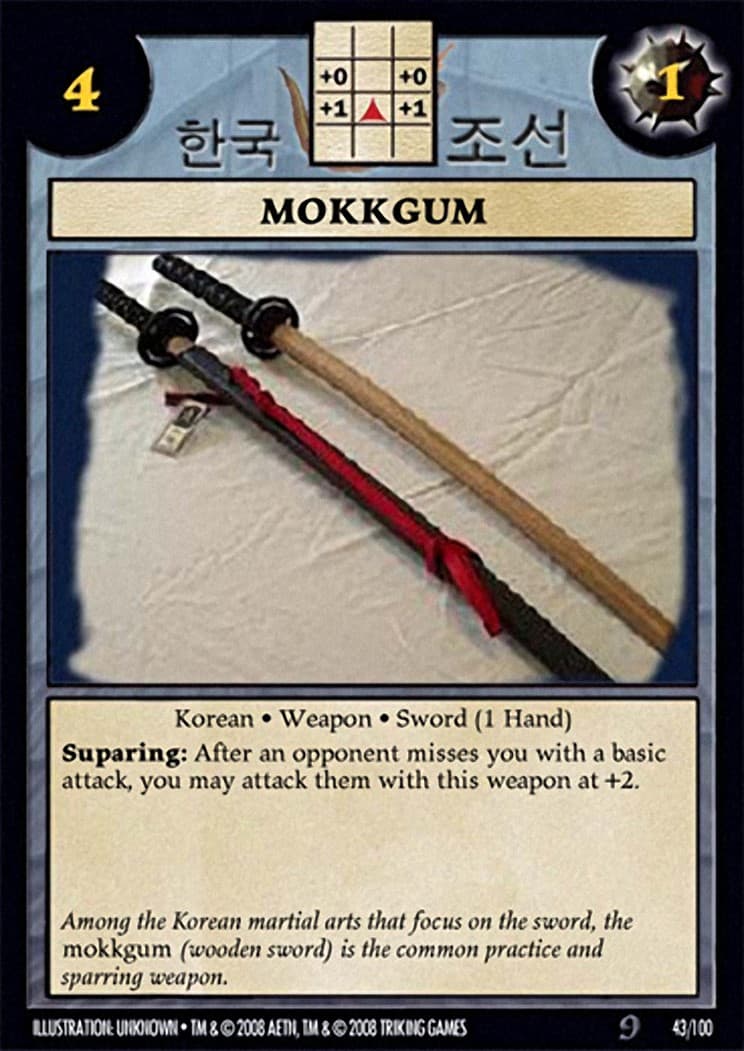 4
+0 +0
+1 +1
1
한국 조선
MOKKGUM
Korean • Weapon • Sword (1 Hand)
Suparing: After an opponent misses you with a basic
attack, you may attack them with this weapon at +2.
Among the Korean martial arts that focus on the sword, the
mokkgum (wooden sword) is the common practice and
sparring weapon.
ILLUSTRATION: UNKNOWN • TM & © 2008 AETN, TM & © 2008 TRIKING GAMES
9 43/100